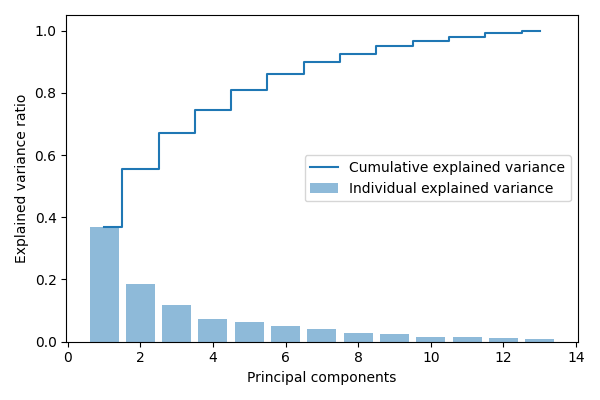 1.0
0.8
0.6
0.4
0.2
0.0
Explained variance ratio
Cumulative explained variance
Individual explained variance
0 2 4 6 8 10 12 14
Principal components